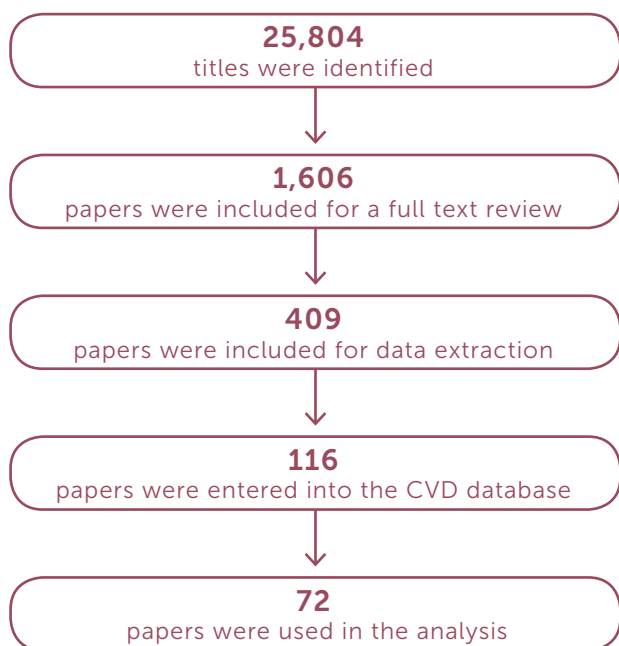 25,804
titles were identified
1,606
papers were included for a full text review
409
papers were included for data extraction
116
papers were entered into the CVD database
72
papers were used in the analysis